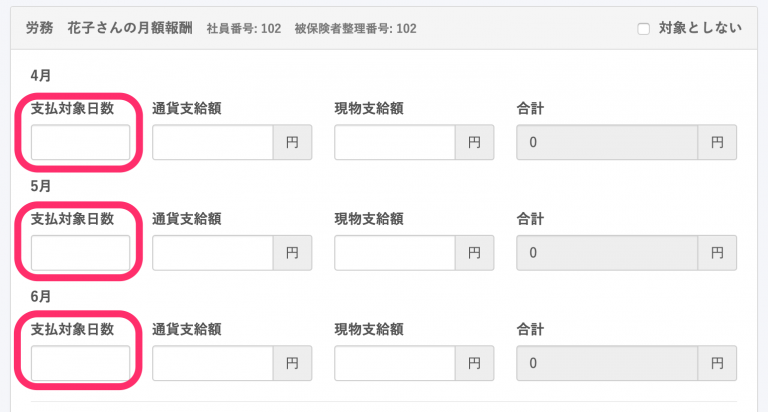 労務 花子さんの月額報酬 社員番号: 102 被保険者整理番号: 102 対象としない
4月
支払対象日数 通貨支給額 現物支給額 合計
円 円 0 円
5月
支払対象日数 通貨支給額 現物支給額 合計
円 円 0 円
6月
支払対象日数 通貨支給額 現物支給額 合計
円 円 0 円